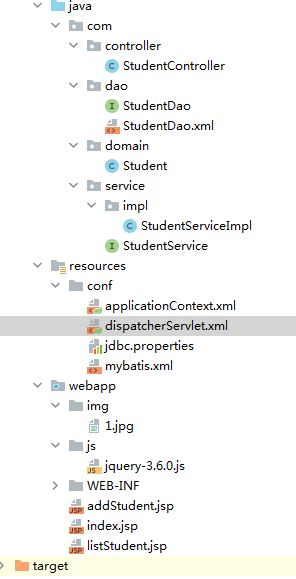 java
com
controller
StudentController
dao
StudentDao
StudentDao.xml
domain
Student
service
impl
StudentServiceImpl
StudentService
resources
conf
applicationContext.xml
dispatcherServlet.xml
jdbc.properties
mybatis.xml
webapp
img
1.jpg
js
jquery-3.6.0.js
WEB-INF
addStudent.jsp
index.jsp
listStudent.jsp
target